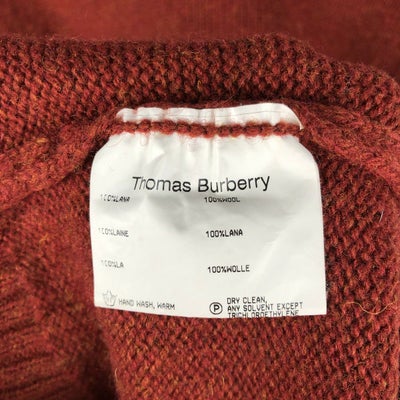 Thomas Burberry
100%LANA 100%WOOL
100%LAINE 100%LANA
100%LA 100%WOLLE
HAND WASH, WARM
P DRY CLEAN,
ANY SOLVENT EXCEPT
TRICHLOROETHYLENE